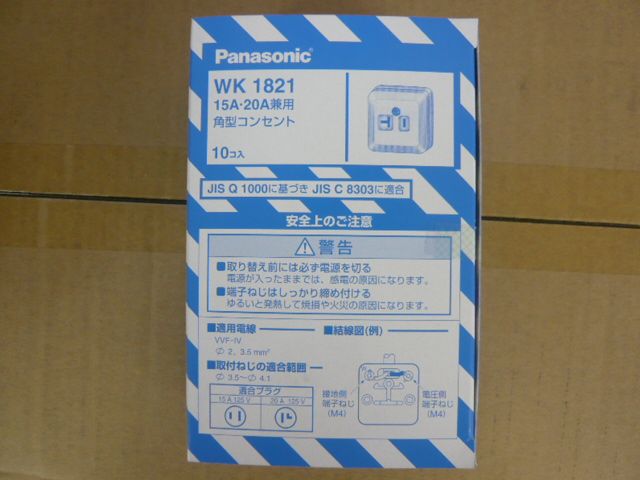 Panasonic
WK 1821
15A・20A兼用
角型コンセント
10コ入
JIS Q 1000に基づき JIS C 8303に適合
安全上のご注意
警告
■取り替え前には必ず電源を切る
電源が入ったままでは、感電の原因になります。
■端子ねじはしっかり締め付ける
ゆるいと発熱して焼損や火災の原因になります。
■適用電線
VVF・IV
∅ 2、3.5 mm²
■取付ねじの適合範囲
∅ 3.5～∅ 4.1
適合プラグ
15 A 125 V
20 A 125 V
■結線図(例)
接地側
端子ねじ
(M4)
電圧側
端子ねじ
(M4)